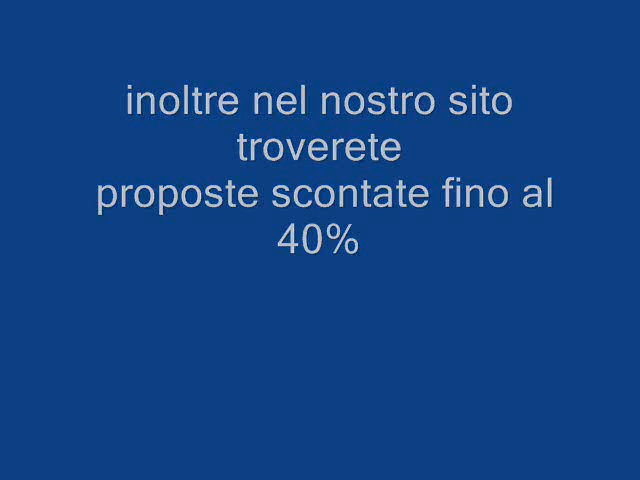 inoltre nel nostro sito
troverete
proposte scontate fino al
40%